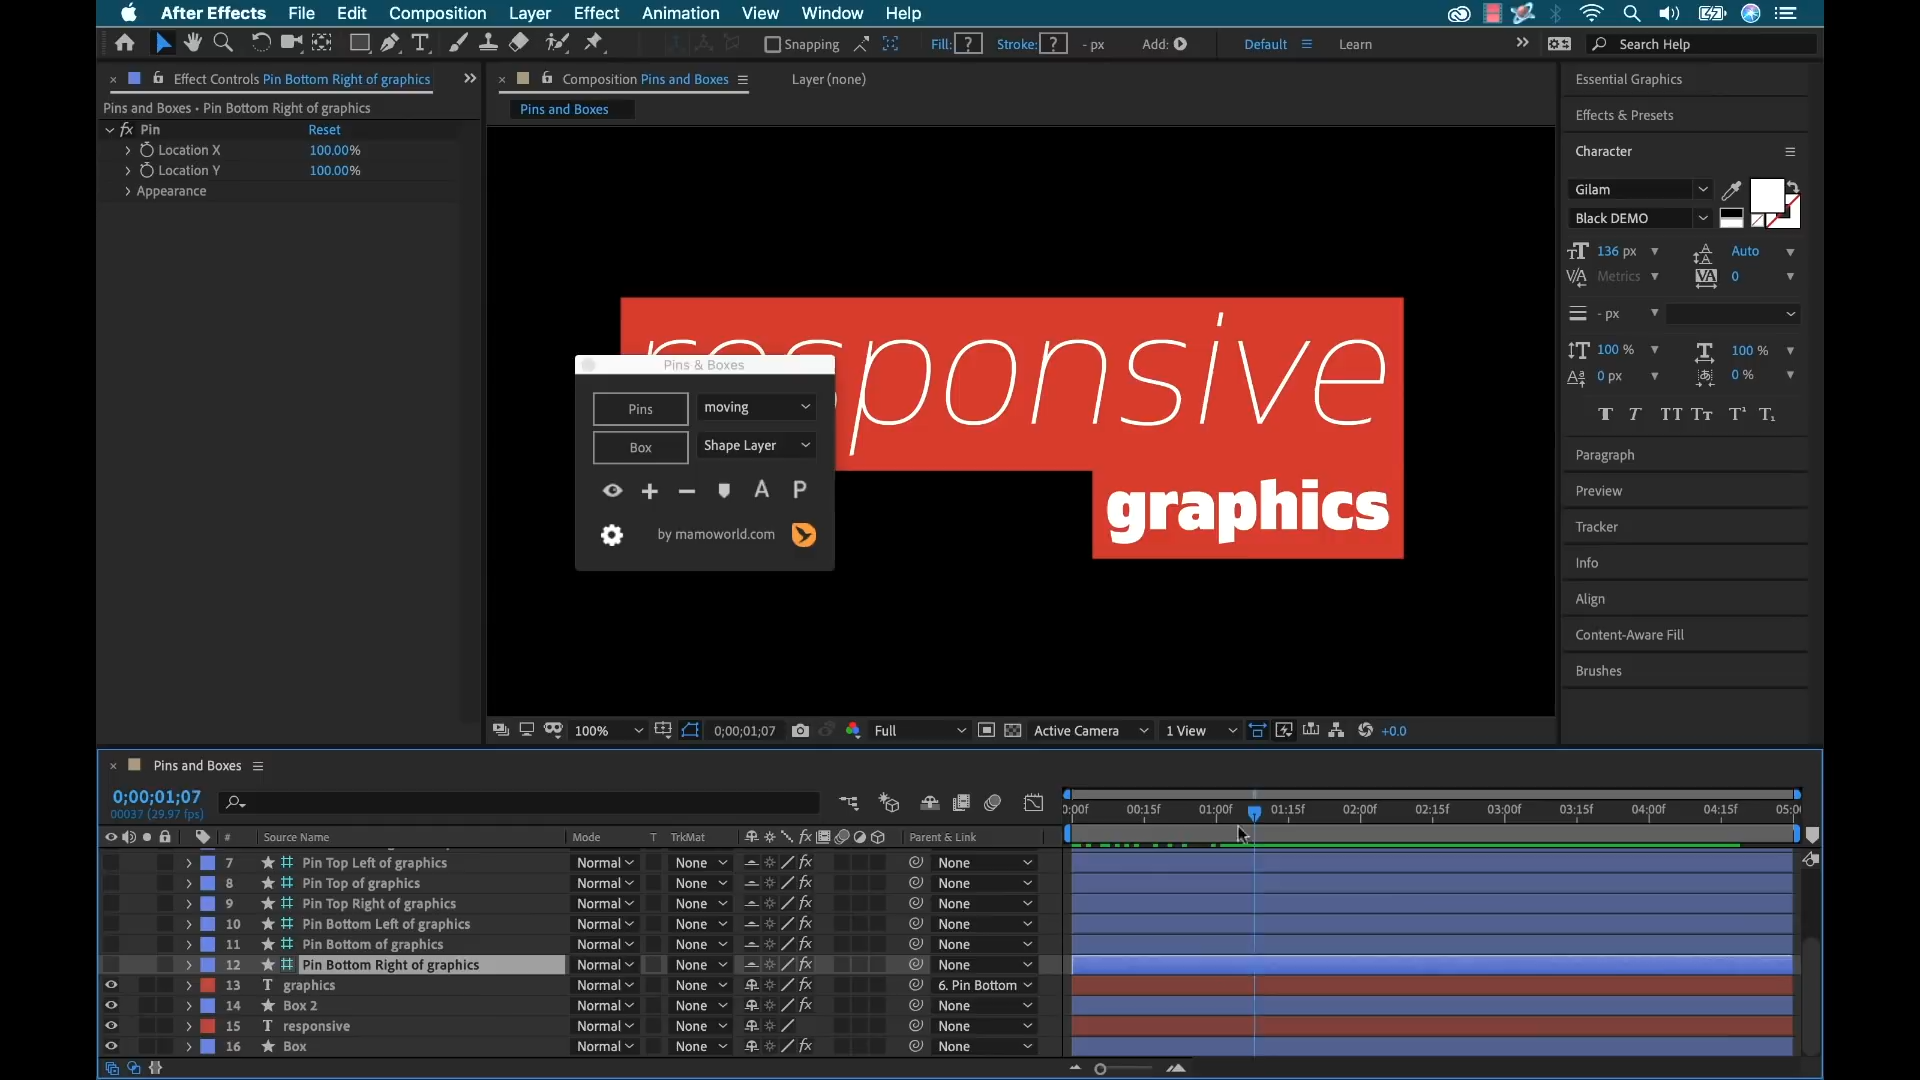 After Effects File Edit Composition Layer Effect Animation View Window Help
Snapping Fill: ? Stroke: ? - px Add: Default Learn Search Help
Effect Controls Pin Bottom Right of graphics
Composition Pins and Boxes
Layer (none)
Essential Graphics
Pins and Boxes • Pin Bottom Right of graphics
Pins and Boxes
fx Pin Reset
Location X 100.00%
Location Y 100.00%
Appearance
Effects & Presets
Character
Gilam
Black DEMO
136 px Auto
Metrics 0
- px
100 % 100 %
0 px 0 %
Paragraph
Preview
Tracker
Info
Align
Content-Aware Fill
Brushes
responsive
graphics
Pins & Boxes
Pins moving
Box Shape Layer
A P
by mamoworld.com
100% 0;00;01;07 Full Active Camera 1 View +0.0
Pins and Boxes
0;00;01;07
00037 (29.97 fps)
0:00f 00:15f 01:00f 01:15f 02:00f 02:15f 03:00f 03:15f 04:00f 04:15f 05:0
# Source Name Mode T TrkMat fx Parent & Link
7 Pin Top Left of graphics Normal None fx None
8 Pin Top of graphics Normal None fx None
9 Pin Top Right of graphics Normal None fx None
10 Pin Bottom Left of graphics Normal None fx None
11 Pin Bottom of graphics Normal None fx None
12 Pin Bottom Right of graphics Normal None fx None
13 T graphics Normal None fx 6. Pin Bottom
14 Box 2 Normal None fx None
15 T responsive Normal None None
16 Box Normal None fx None